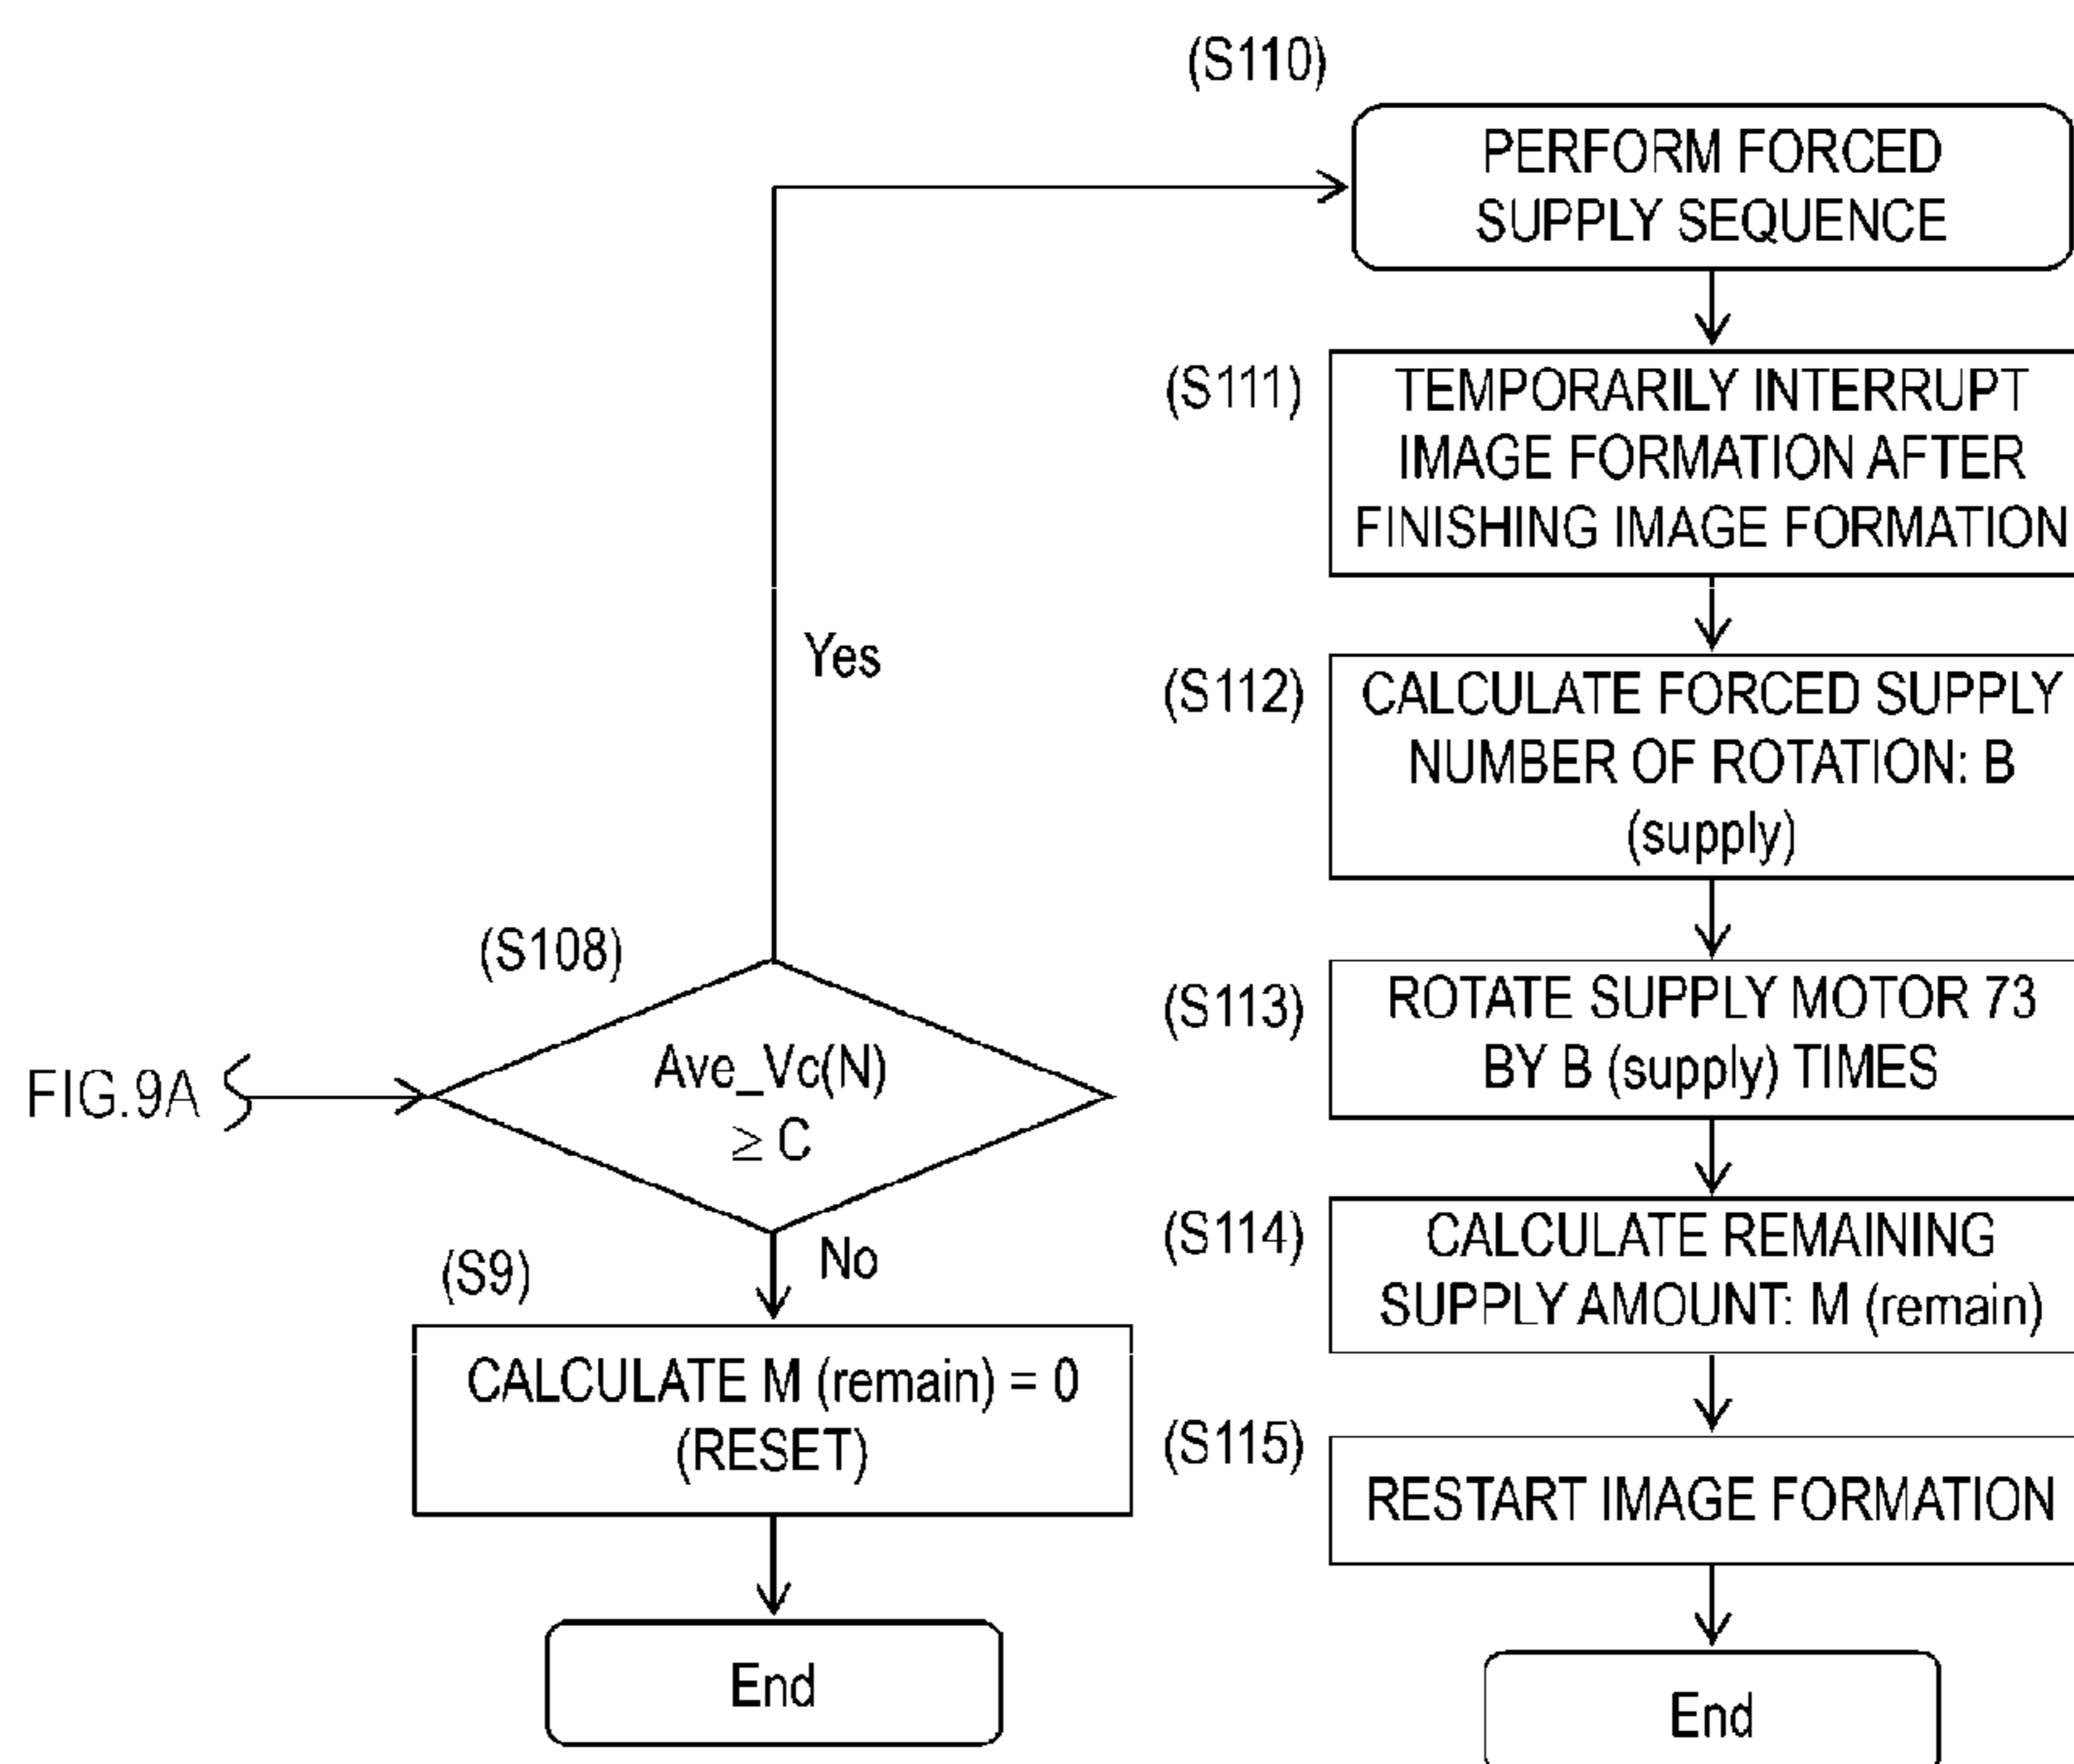 (S110)
PERFORM FORCED
SUPPLY SEQUENCE
(S111)
TEMPORARILY INTERRUPT
IMAGE FORMATION AFTER
FINISHING IMAGE FORMATION
Yes
(S112)
CALCULATE FORCED SUPPLY
NUMBER OF ROTATION: B
(supply)
(S108)
Ave_Vc(N)
≥ C
FIG.9A
(S113)
ROTATE SUPPLY MOTOR 73
BY B (supply) TIMES
No
(S9)
CALCULATE M (remain) = 0
(RESET)
End
(S114)
CALCULATE REMAINING
SUPPLY AMOUNT: M (remain)
(S115)
RESTART IMAGE FORMATION
End